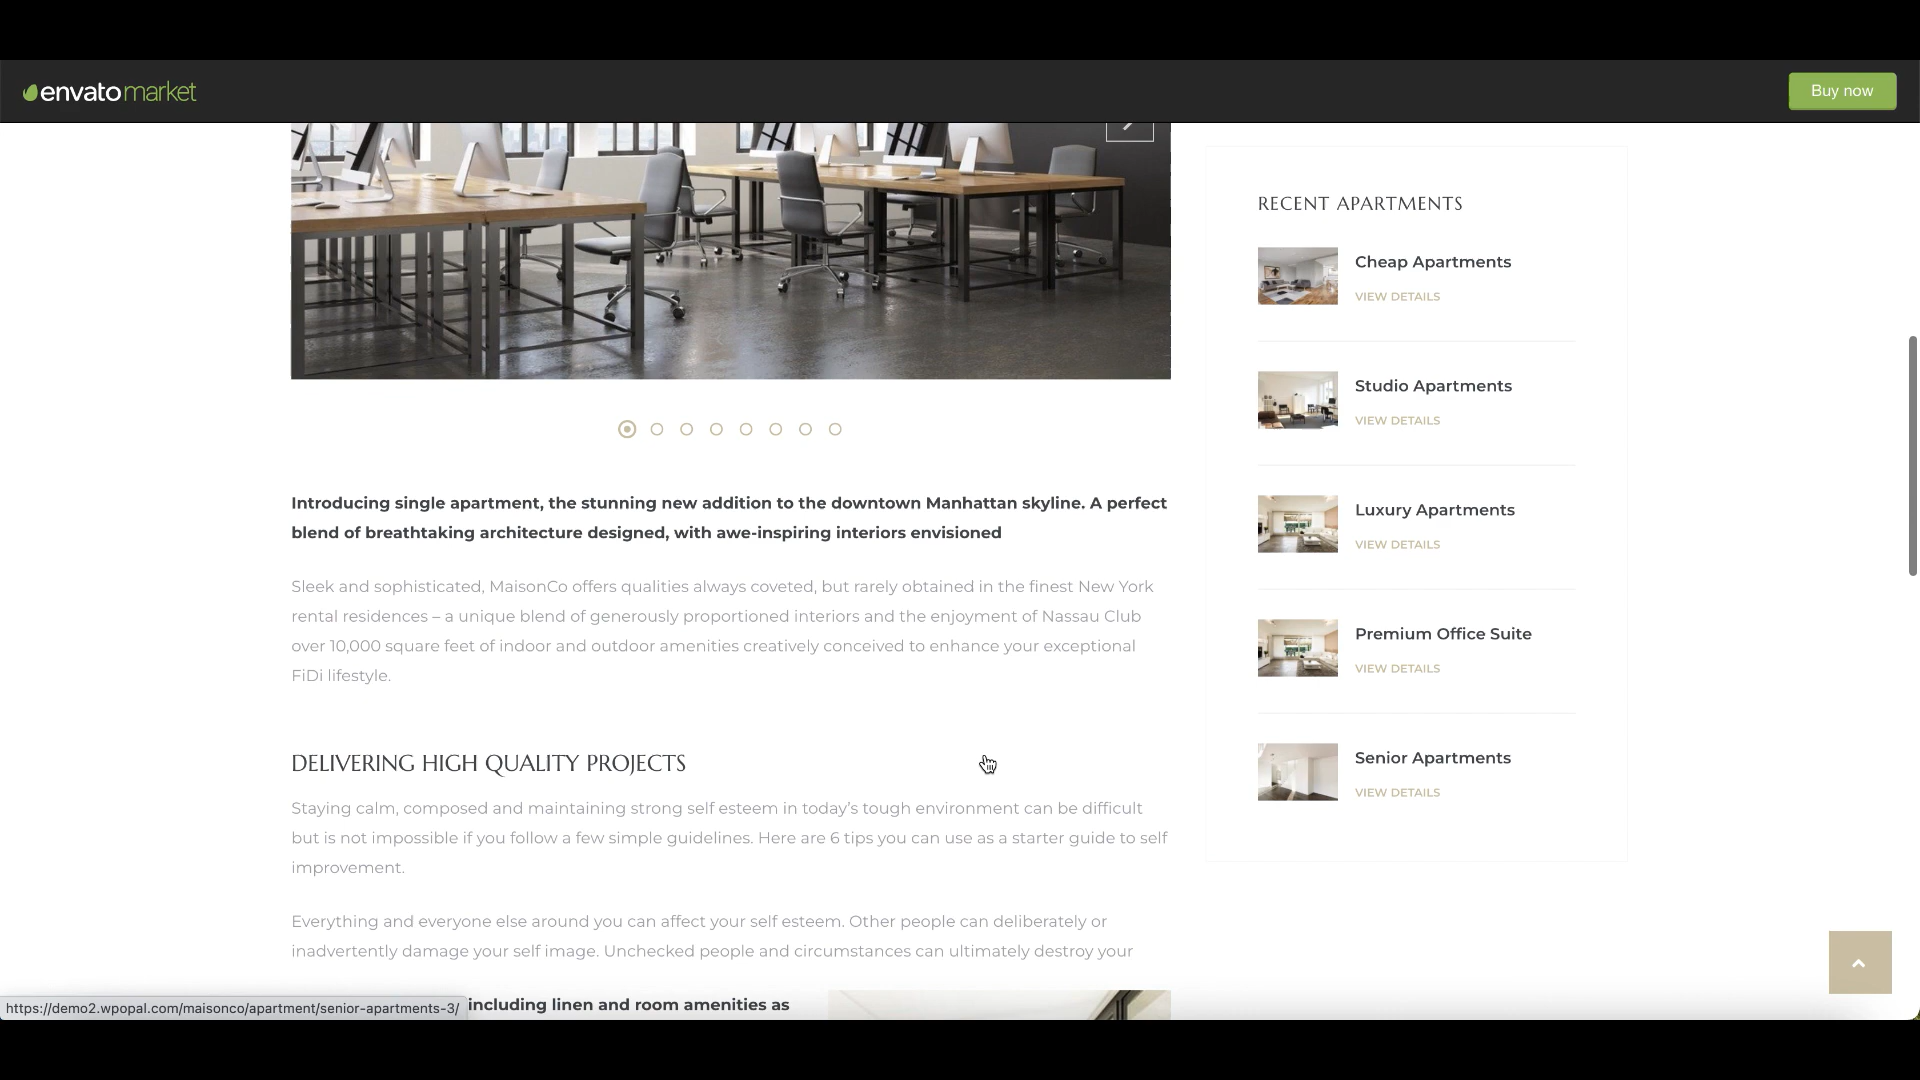 envatomarket
Buy now
Introducing single apartment, the stunning new addition to the downtown Manhattan skyline. A perfect
blend of breathtaking architecture designed, with awe-inspiring interiors envisioned
Sleek and sophisticated, MaisonCo offers qualities always coveted, but rarely obtained in the finest New York
rental residences – a unique blend of generously proportioned interiors and the enjoyment of Nassau Club
over 10,000 square feet of indoor and outdoor amenities creatively conceived to enhance your exceptional
FiDi lifestyle.
DELIVERING HIGH QUALITY PROJECTS
Staying calm, composed and maintaining strong self esteem in today’s tough environment can be difficult
but is not impossible if you follow a few simple guidelines. Here are 6 tips you can use as a starter guide to self
improvement.
Everything and everyone else around you can affect your self esteem. Other people can deliberately or
inadvertently damage your self image. Unchecked people and circumstances can ultimately destroy your
including linen and room amenities as
RECENT APARTMENTS
Cheap Apartments
VIEW DETAILS
Studio Apartments
VIEW DETAILS
Luxury Apartments
VIEW DETAILS
Premium Office Suite
VIEW DETAILS
Senior Apartments
VIEW DETAILS
https://demo2.wpopal.com/maisonco/apartment/senior-apartments-3/